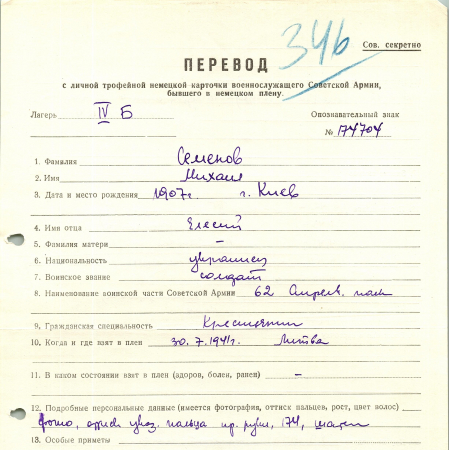 346
Сов. секретно
ПЕРЕВОД
с личной трофейной немецкой карточки военнослужащего Советской Армии,
бывшего в немецком плену.
Лагерь IV Б Опознавательный знак
№ 174704
1. Фамилия Семенов
2. Имя Михаил
3. Дата и место рождения 1907г. г. Киев
4. Имя отца Елесий
5. Фамилия матери –
6. Национальность украинец
7. Воинское звание солдат
8. Наименование воинской части Советской Армии 62 полк
9. Гражданская специальность Крестьянин
10. Когда и где взят в плен 30.7.1941г. Литва
11. В каком состоянии взят в плен (здоров, болен, ранен) –
12. Подробные персональные данные (имеется фотография, оттиск пальцев, рост, цвет волос)
фото, оттиск указ. пальца пр. руки, 174,
13. Особые приметы